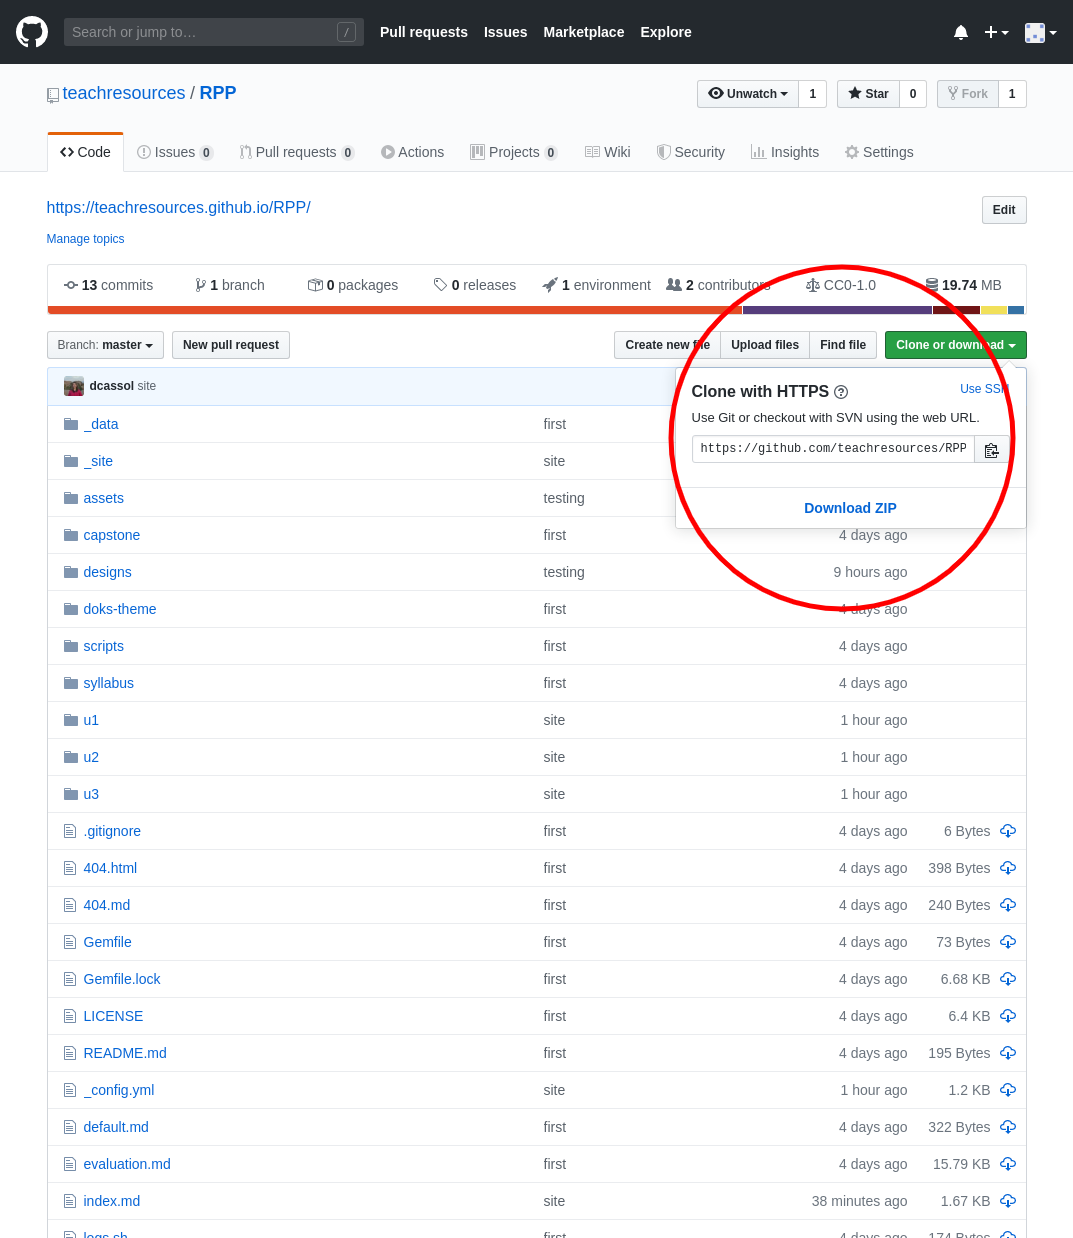 Search or jump to… / Pull requests Issues Marketplace Explore
teachresources / RPP Unwatch 1 Star 0 Fork 1
Code Issues 0 Pull requests 0 Actions Projects 0 Wiki Security Insights Settings
https://teachresources.github.io/RPP/ Edit
Manage topics
13 commits 1 branch 0 packages 0 releases 1 environment 2 contributors CC0-1.0 19.74 MB
Branch: master New pull request Create new file Upload files Find file Clone or download
dcassol site
Clone with HTTPS Use SSH
Use Git or checkout with SVN using the web URL.
https://github.com/teachresources/RPP
Download ZIP
_data first
_site site
assets testing
capstone first 4 days ago
designs testing 9 hours ago
doks-theme first 4 days ago
scripts first 4 days ago
syllabus first 4 days ago
u1 site 1 hour ago
u2 site 1 hour ago
u3 site 1 hour ago
.gitignore first 4 days ago 6 Bytes
404.html first 4 days ago 398 Bytes
404.md first 4 days ago 240 Bytes
Gemfile first 4 days ago 73 Bytes
Gemfile.lock first 4 days ago 6.68 KB
LICENSE first 4 days ago 6.4 KB
README.md first 4 days ago 195 Bytes
_config.yml site 1 hour ago 1.2 KB
default.md first 4 days ago 322 Bytes
evaluation.md first 4 days ago 15.79 KB
index.md site 38 minutes ago 1.67 KB
logs.sh first 4 days ago 174 Bytes